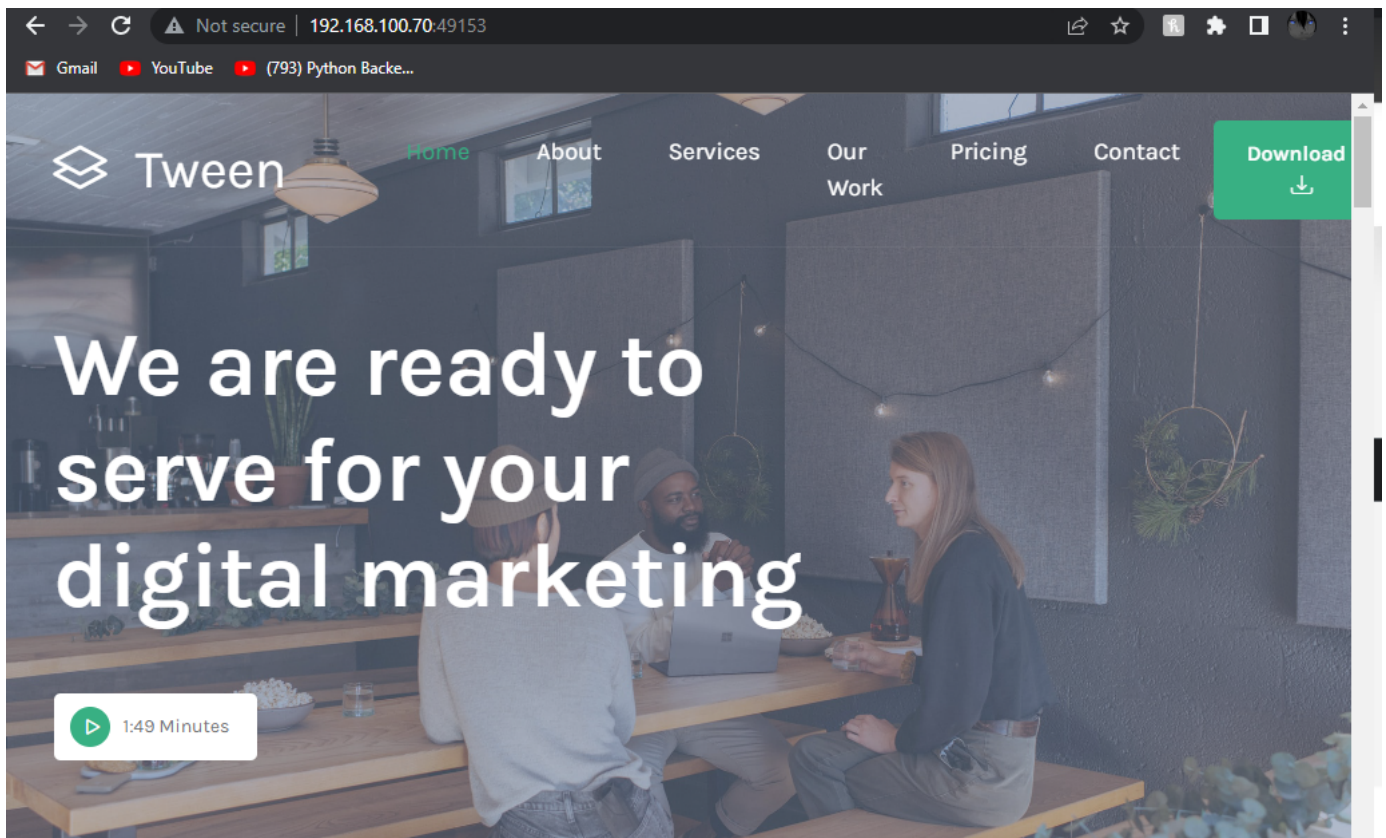 Not secure | 192.168.100.70:49153
Gmail YouTube (793) Python Backe...
Tween Home About Services Our Work Pricing Contact Download
We are ready to
serve for your
digital marketing
1:49 Minutes